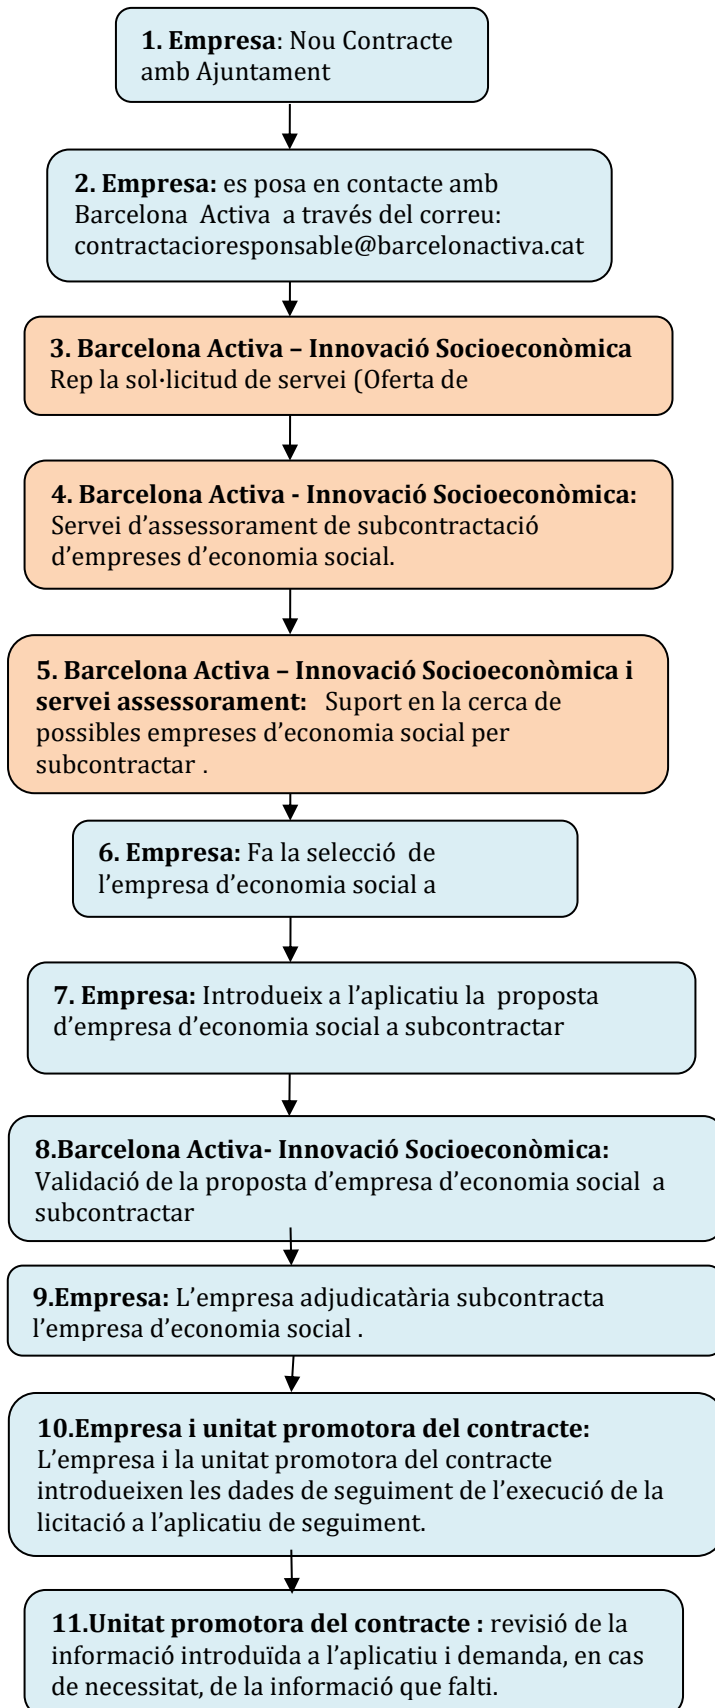 1. Empresa: Nou Contracte
amb Ajuntament
2. Empresa: es posa en contacte amb
Barcelona Activa a través del correu:
contractacioresponsable@barcelonactiva.cat
3. Barcelona Activa – Innovació Socioeconòmica
Rep la sol·licitud de servei (Oferta de
4. Barcelona Activa - Innovació Socioeconòmica:
Servei d’assessorament de subcontractació
d’empreses d’economia social.
5. Barcelona Activa – Innovació Socioeconòmica i
servei assessorament: Suport en la cerca de
possibles empreses d’economia social per
subcontractar .
6. Empresa: Fa la selecció de
l’empresa d’economia social a
7. Empresa: Introdueix a l’aplicatiu la proposta
d’empresa d’economia social a subcontractar
8.Barcelona Activa- Innovació Socioeconòmica:
Validació de la proposta d’empresa d’economia social a
subcontractar
9.Empresa: L’empresa adjudicatària subcontracta
l’empresa d’economia social .
10.Empresa i unitat promotora del contracte:
L’empresa i la unitat promotora del contracte
introdueixen les dades de seguiment de l’execució de la
licitació a l’aplicatiu de seguiment.
11.Unitat promotora del contracte : revisió de la
informació introduïda a l’aplicatiu i demanda, en cas
de necessitat, de la informació que falti.